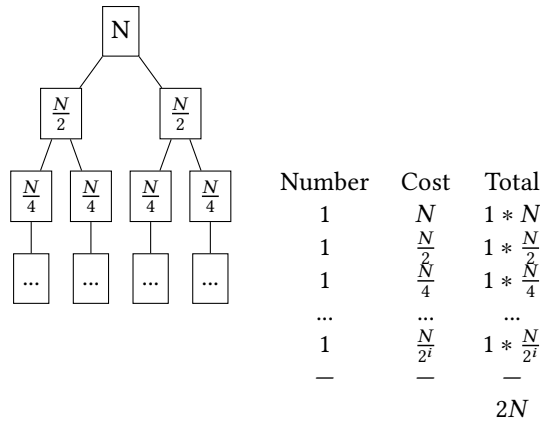 N
N/2 N/2
N/4 N/4 N/4 N/4
... ... ... ...
Number Cost Total
1 N 1 * N
1 N/2 1 * N/2
1 N/4 1 * N/4
... ... ...
1 N/2^i 1 * N/2^i
— — —
2N